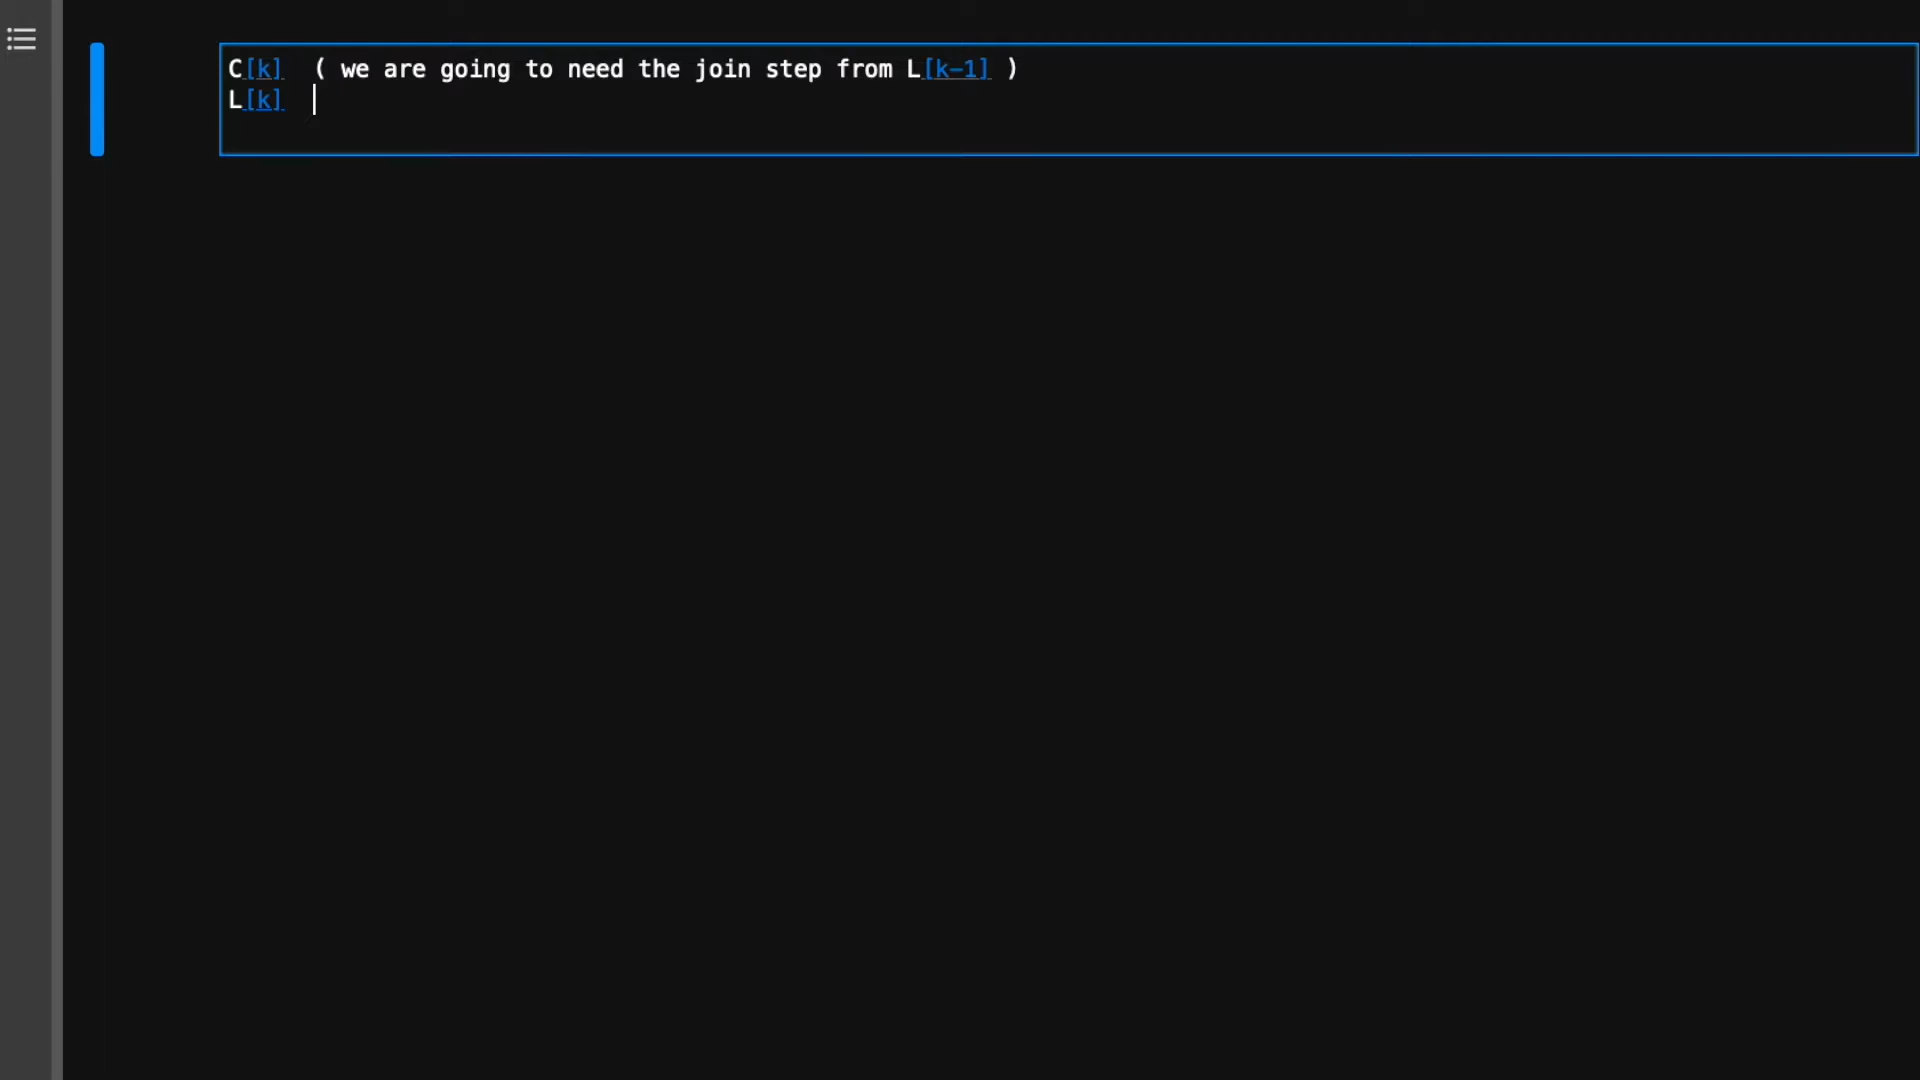 C[k]  ( we are going to need the join step from L[k-1] )
L[k]